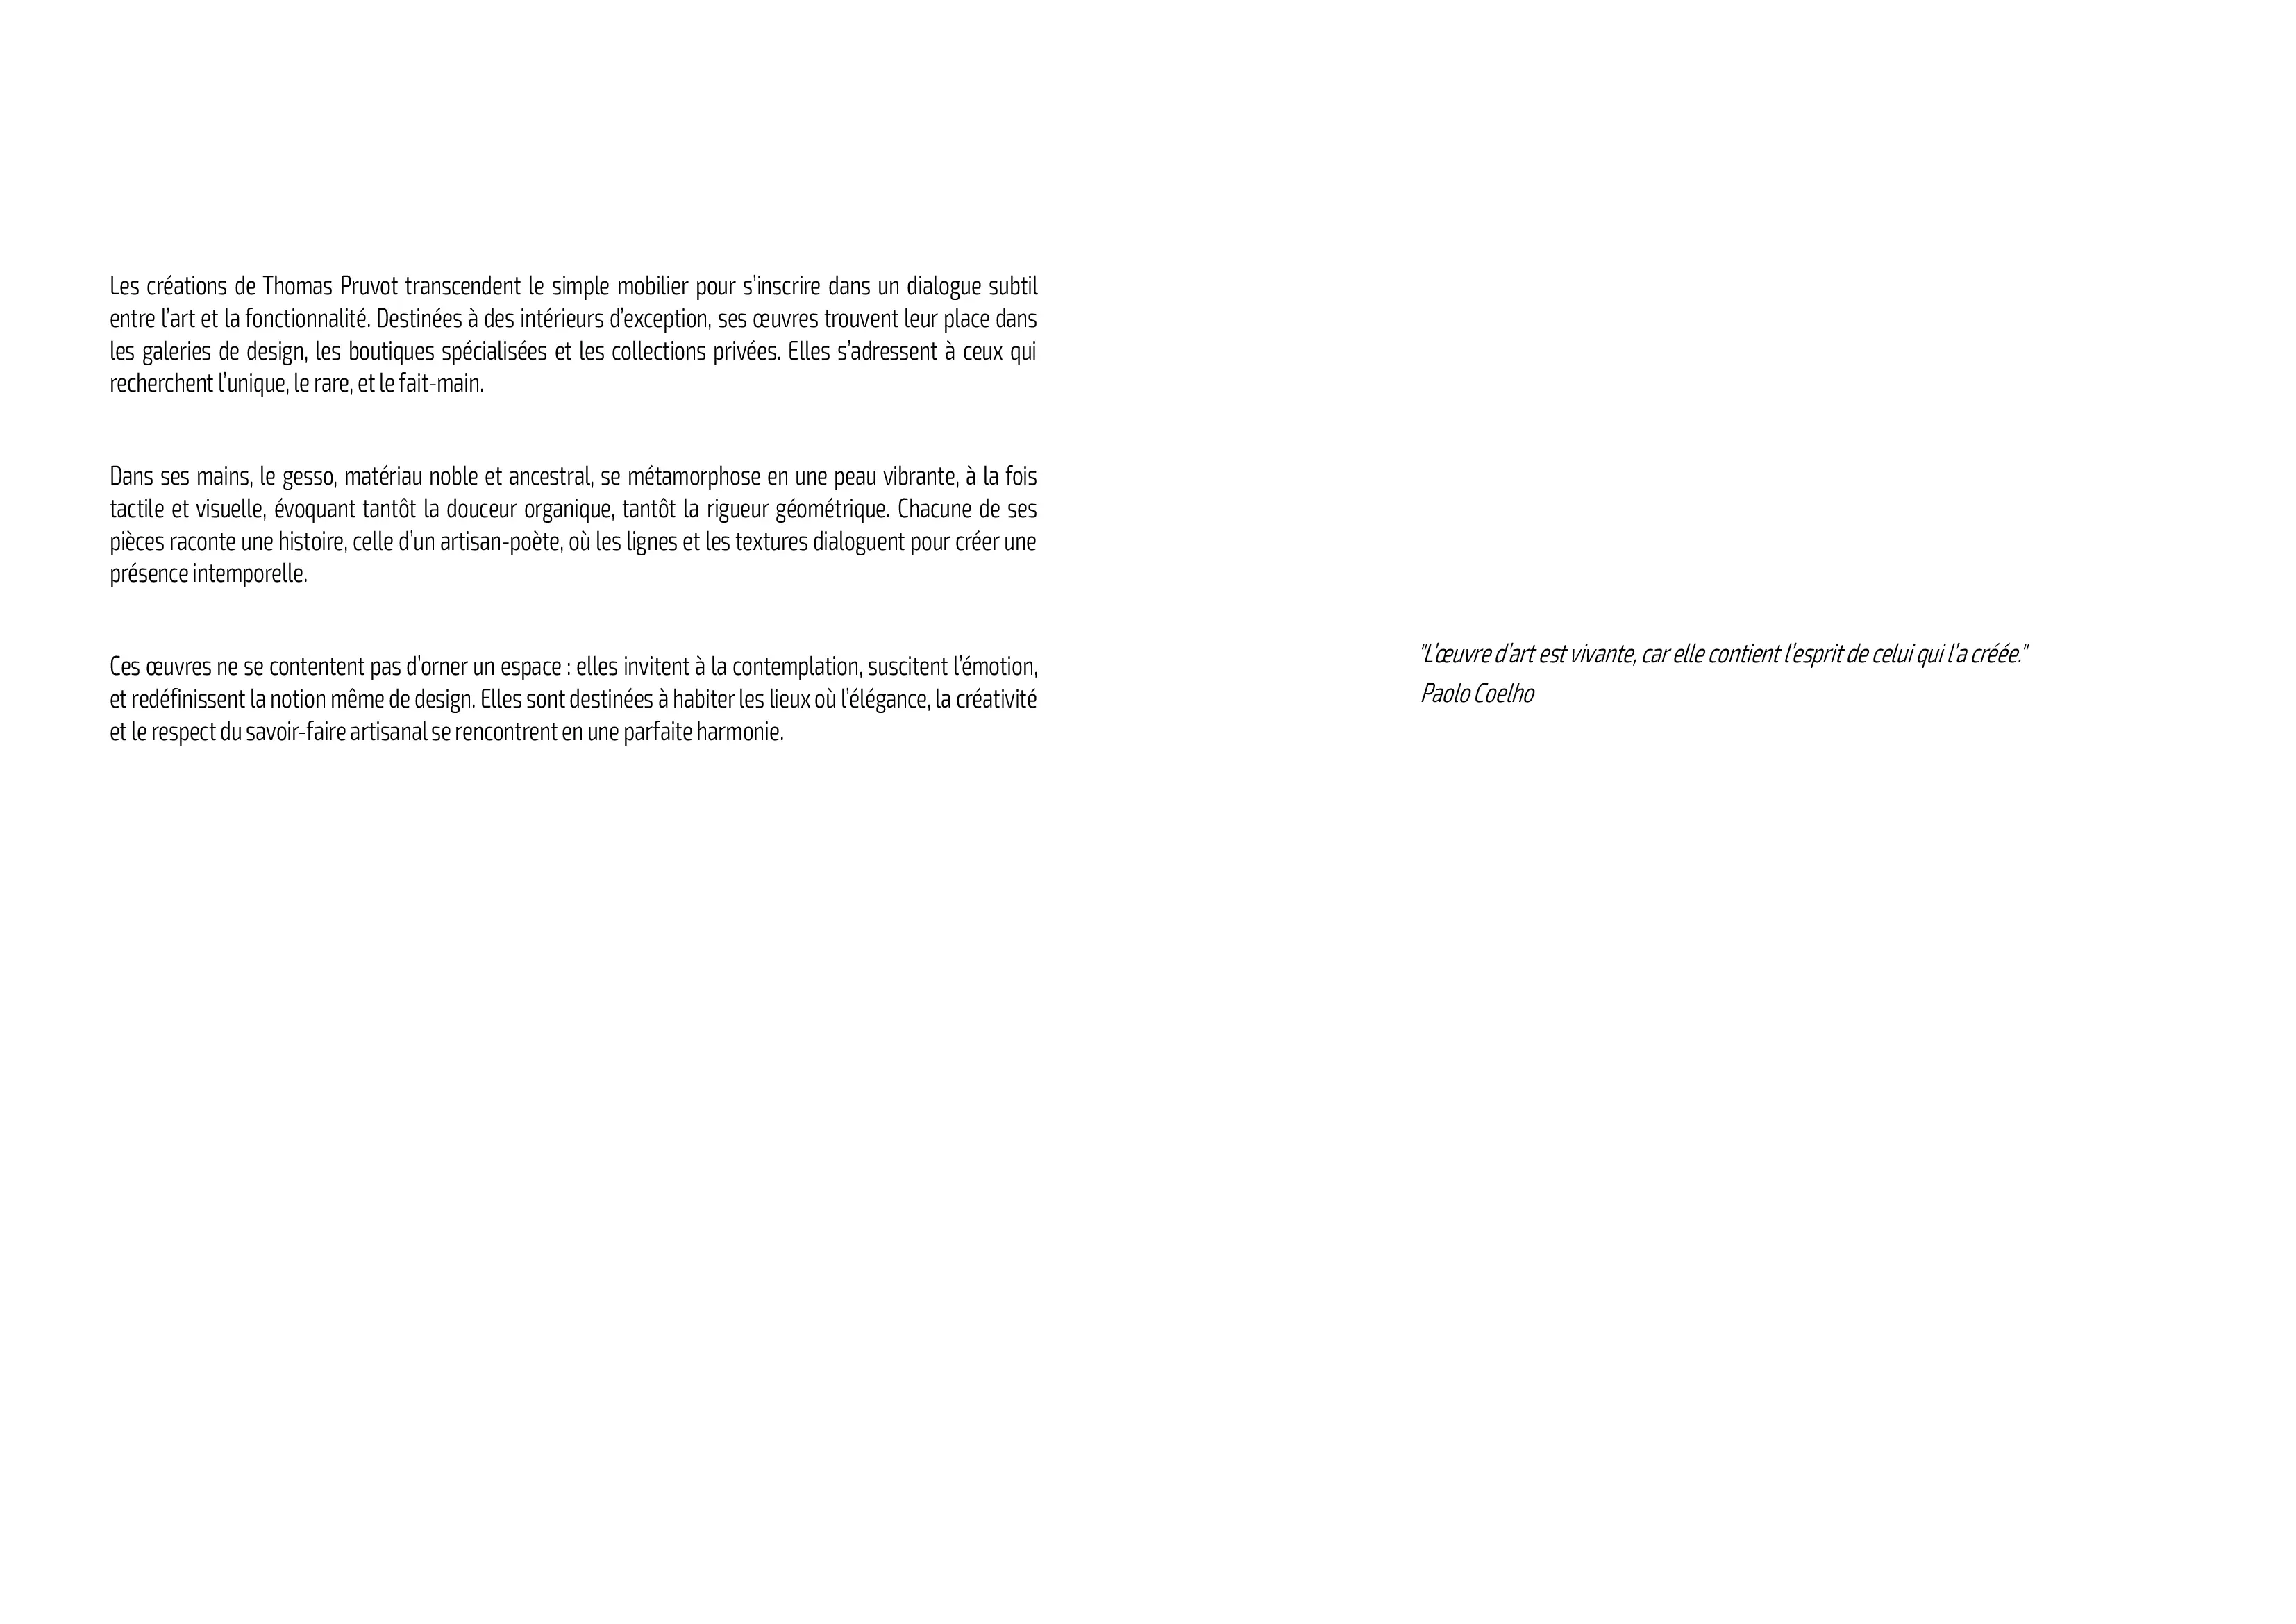 Les créations de Thomas Pruvot transcendent le simple mobilier pour s'inscrire dans un dialogue subtil
entre l'art et la fonctionnalité. Destinées à des intérieurs d'exception, ses œuvres trouvent leur place dans
les galeries de design, les boutiques spécialisées et les collections privées. Elles s'adressent à ceux qui
recherchent l'unique, le rare, et le fait-main.
Dans ses mains, le gesso, matériau noble et ancestral, se métamorphose en une peau vibrante, à la fois
tactile et visuelle, évoquant tantôt la douceur organique, tantôt la rigueur géométrique. Chacune de ses
pièces raconte une histoire, celle d'un artisan-poète, où les lignes et les textures dialoguent pour créer une
présence intemporelle.
Ces œuvres ne se contentent pas d'orner un espace : elles invitent à la contemplation, suscitent l'émotion,
et redéfinissent la notion même de design. Elles sont destinées à habiter les lieux où l'élégance, la créativité
et le respect du savoir-faire artisanal se rencontrent en une parfaite harmonie.
"L'œuvre d'art est vivante, car elle contient l'esprit de celui qui l'a créée."
Paolo Coelho